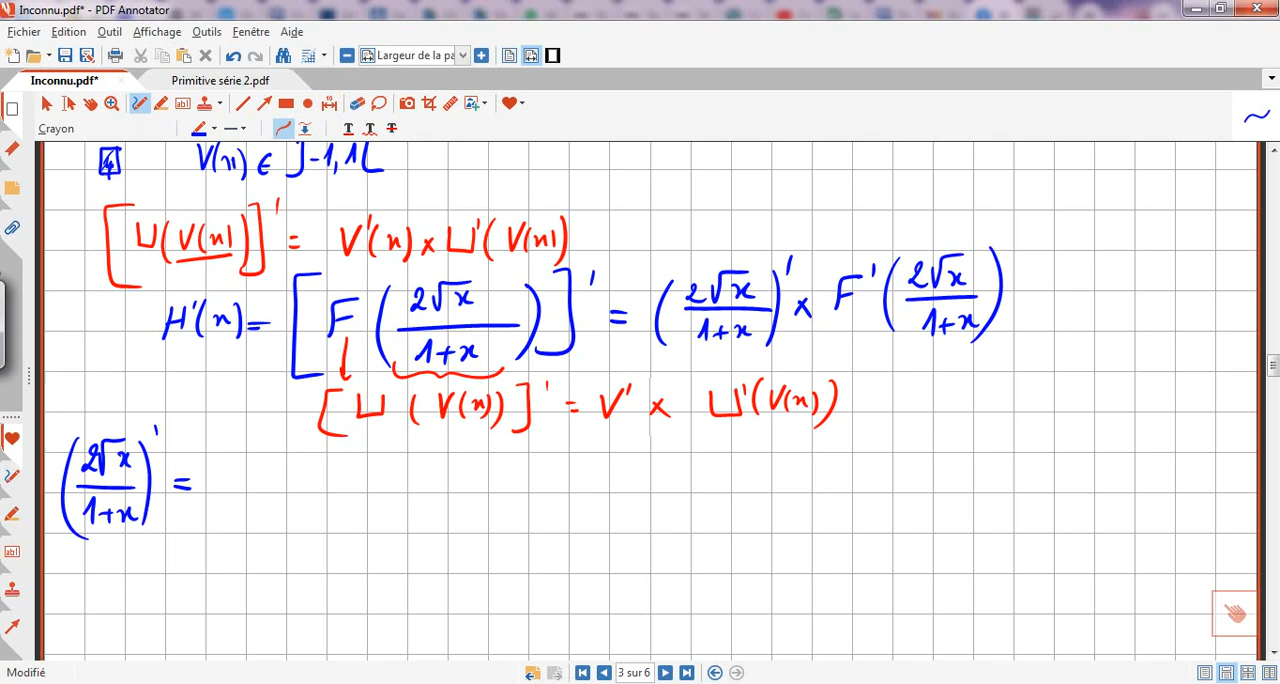 Inconnu.pdf* - PDF Annotator
Fichier Edition Outil Affichage Outils Fenêtre Aide
Largeur de la pa
Inconnu.pdf* Primitive série 2.pdf
Crayon
4 V(x) ∈ ]-1,1[
[U(V(x))]' = V'(x) × U'(V(x))
H'(x) = [F(2√x / 1+x)]' = (2√x / 1+x)' × F'(2√x / 1+x)
[U(V(x))]' = V' × U'(V(x))
(2√x / 1+x)' =
Modifié 3 sur 6